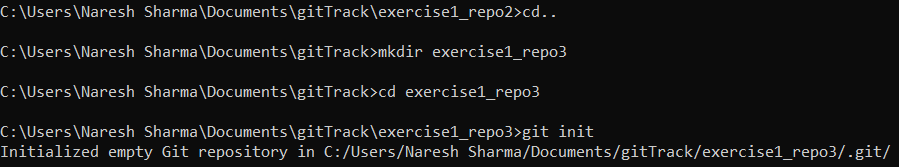 C:\Users\Naresh Sharma\Documents\gitTrack\exercise1_repo2>cd..
C:\Users\Naresh Sharma\Documents\gitTrack>mkdir exercise1_repo3
C:\Users\Naresh Sharma\Documents\gitTrack>cd exercise1_repo3
C:\Users\Naresh Sharma\Documents\gitTrack\exercise1_repo3>git init
Initialized empty Git repository in C:/Users/Naresh Sharma/Documents/gitTrack/exercise1_repo3/.git/